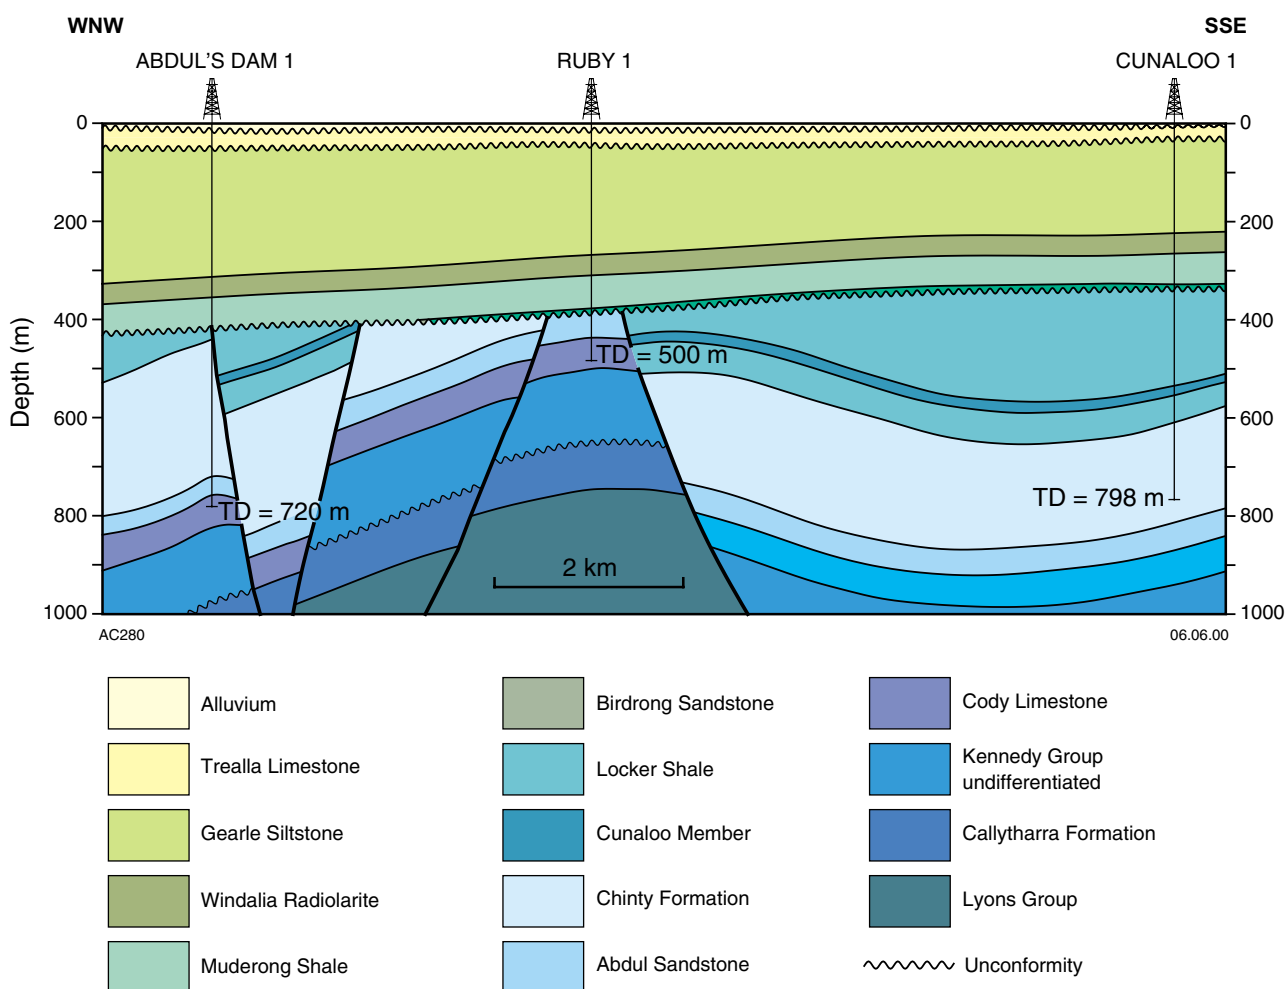 WNW
SSE
ABDUL'S DAM 1
RUBY 1
CUNALOO 1
0
0
200
200
400
400
TD = 500 m
Depth (m)
600
600
TD = 798 m
TD = 720 m
800
800
2 km
1000
1000
AC280
06.06.00
Alluvium
Birdrong Sandstone
Cody Limestone
Trealla Limestone
Locker Shale
Kennedy Group
undifferentiated
Gearle Siltstone
Cunaloo Member
Callytharra Formation
Windalia Radiolarite
Chinty Formation
Lyons Group
Muderong Shale
Abdul Sandstone
Unconformity